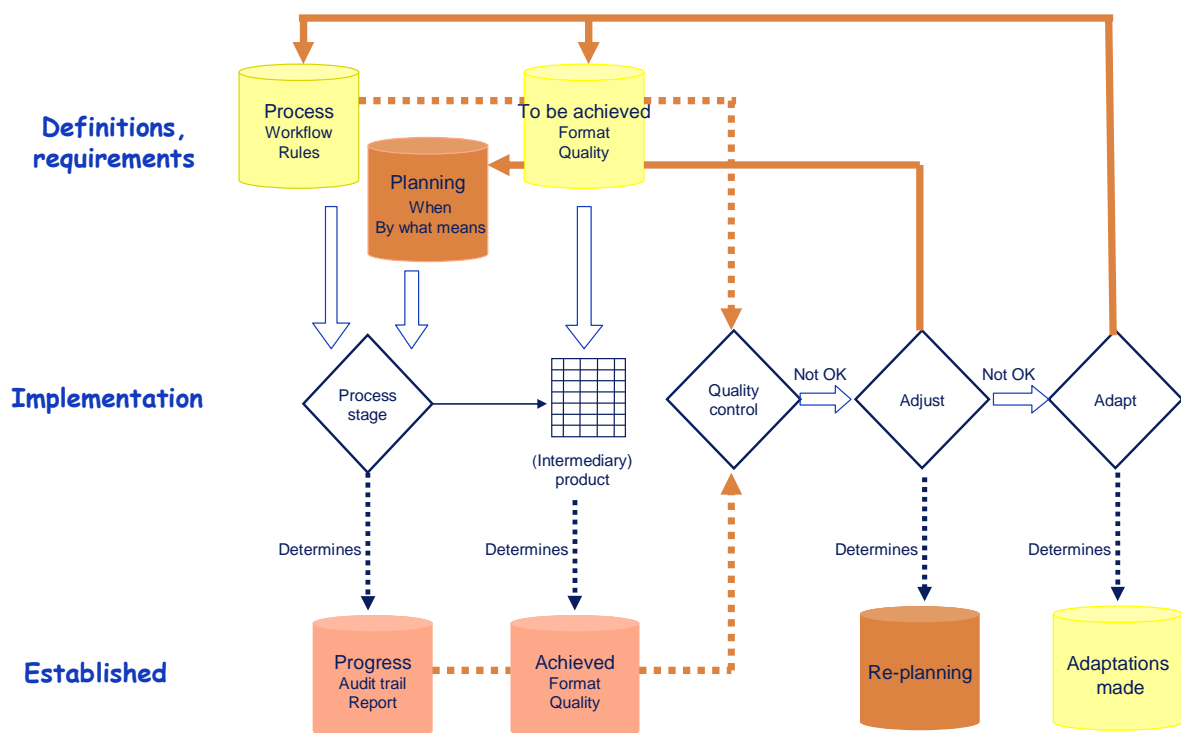 Definitions,
requirements
Process
Workflow
Rules
To be achieved
Format
Quality
Planning
When
By what means
Implementation
Process
stage
(Intermediary)
product
Quality
control
Not OK
Adjust
Not OK
Adapt
Determines
Determines
Determines
Determines
Established
Progress
Audit trail
Report
Achieved
Format
Quality
Re-planning
Adaptations
made